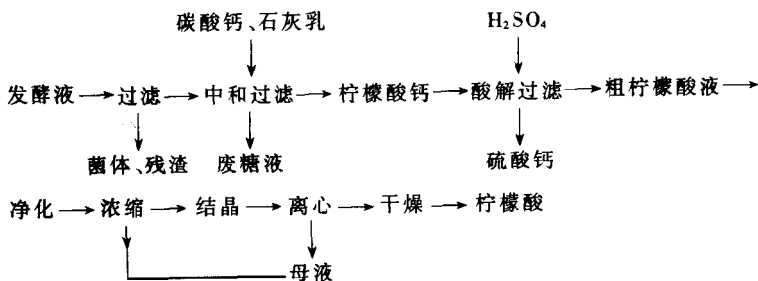 碳酸钙、石灰乳 H₂SO₄
发酵液 过滤 中和过滤 柠檬酸钙 酸解过滤 粗柠檬酸液
菌体、残渣 废糖液 硫酸钙
净化 浓缩 结晶 离心 干燥 柠檬酸
母液